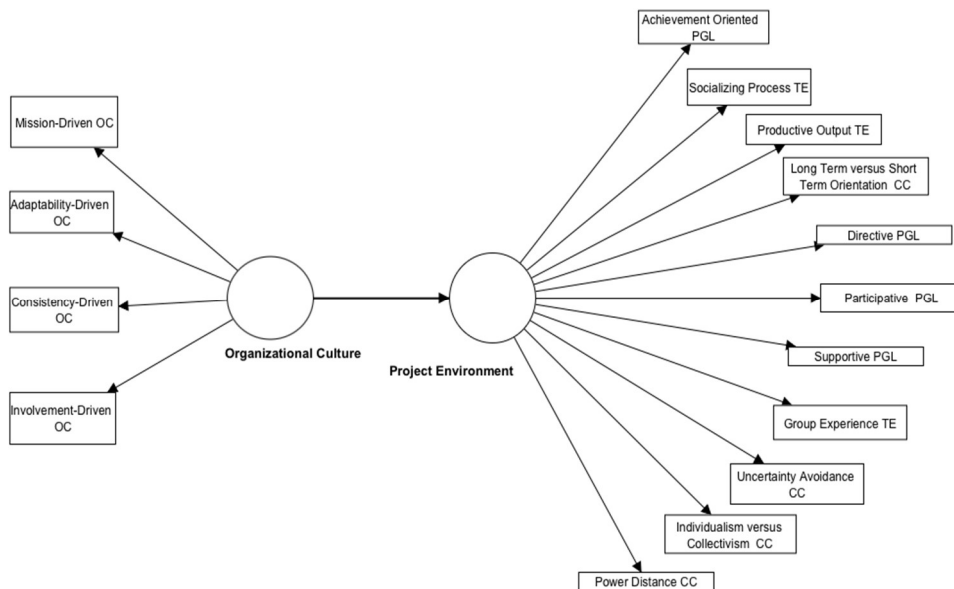 Mission-Driven OC
Adaptability-Driven
OC
Consistency-Driven
OC
Involvement-Driven
OC
Organizational Culture
Project Environment
Achievement Oriented
PGL
Socializing Process TE
Productive Output TE
Long Term versus Short
Term Orientation CC
Directive PGL
Participative PGL
Supportive PGL
Group Experience TE
Uncertainty Avoidance
CC
Individualism versus
Collectivism CC
Power Distance CC